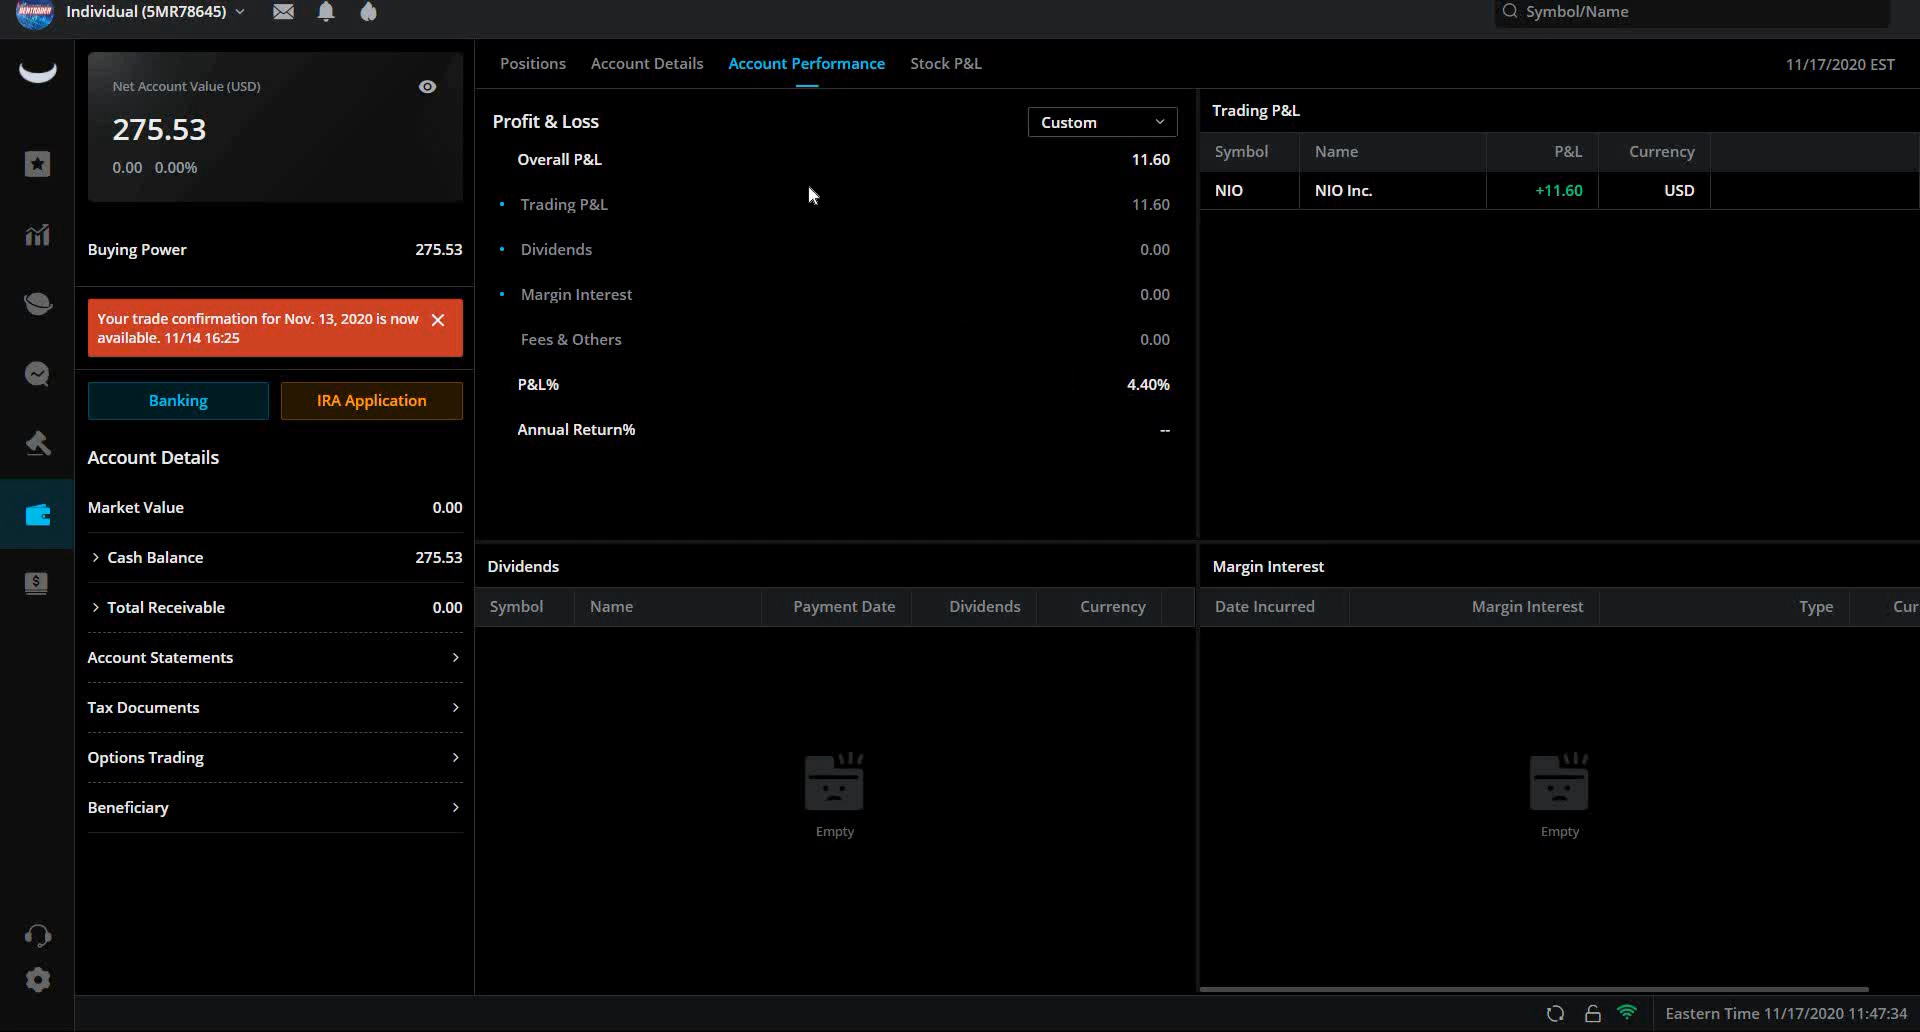 Individual (5MR78645)
Symbol/Name
Net Account Value (USD)
275.53
0.00 0.00%
Buying Power 275.53
Your trade confirmation for Nov. 13, 2020 is now
available. 11/14 16:25
Banking IRA Application
Account Details
Market Value 0.00
Cash Balance 275.53
Total Receivable 0.00
Account Statements
Tax Documents
Options Trading
Beneficiary
Positions Account Details Account Performance Stock P&L 11/17/2020 EST
Profit & Loss Custom
Overall P&L 11.60
Trading P&L 11.60
Dividends 0.00
Margin Interest 0.00
Fees & Others 0.00
P&L% 4.40%
Annual Return% --
Trading P&L
Symbol Name P&L Currency
NIO NIO Inc. +11.60 USD
Dividends
Symbol Name Payment Date Dividends Currency
Empty
Margin Interest
Date Incurred Margin Interest Type Cur
Empty
Eastern Time 11/17/2020 11:47:34